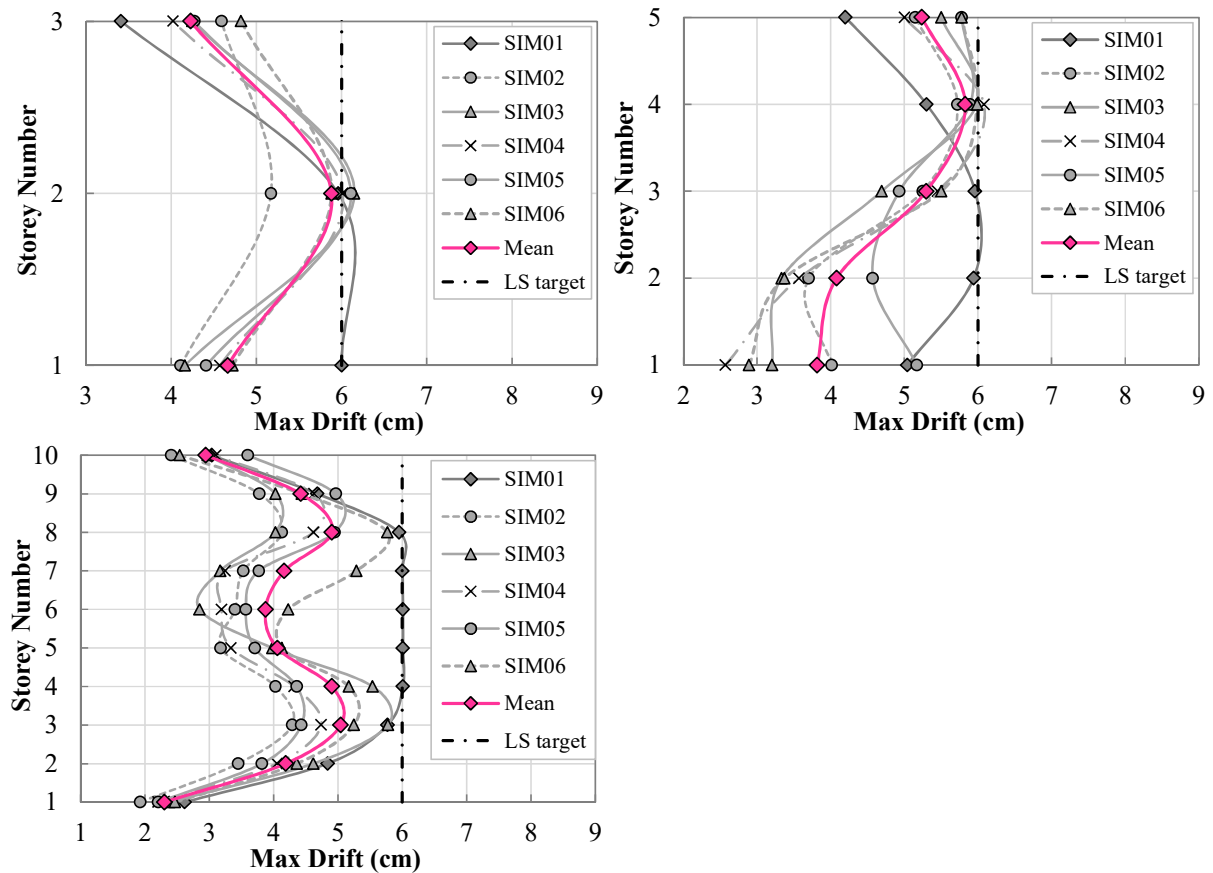 Storey Number
3
2
1
3
4
5
6
7
8
9
Max Drift (cm)
SIM01
SIM02
SIM03
SIM04
SIM05
SIM06
Mean
LS target
Storey Number
5
4
3
2
1
2
3
4
5
6
7
8
9
Max Drift (cm)
SIM01
SIM02
SIM03
SIM04
SIM05
SIM06
Mean
LS target
Storey Number
10
9
8
7
6
5
4
3
2
1
1
2
3
4
5
6
7
8
9
Max Drift (cm)
SIM01
SIM02
SIM03
SIM04
SIM05
SIM06
Mean
LS target